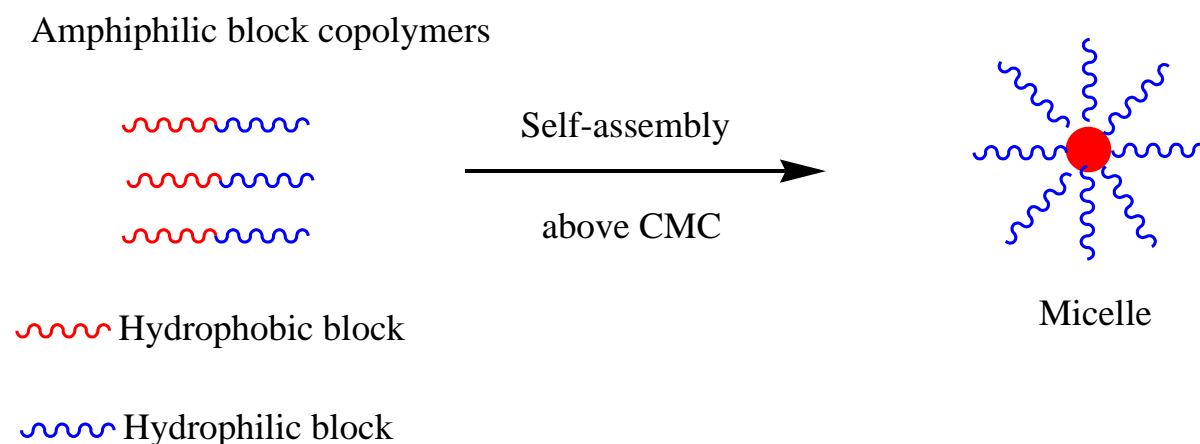 Amphiphilic block copolymers
Self-assembly
above CMC
Micelle
Hydrophobic block
Hydrophilic block